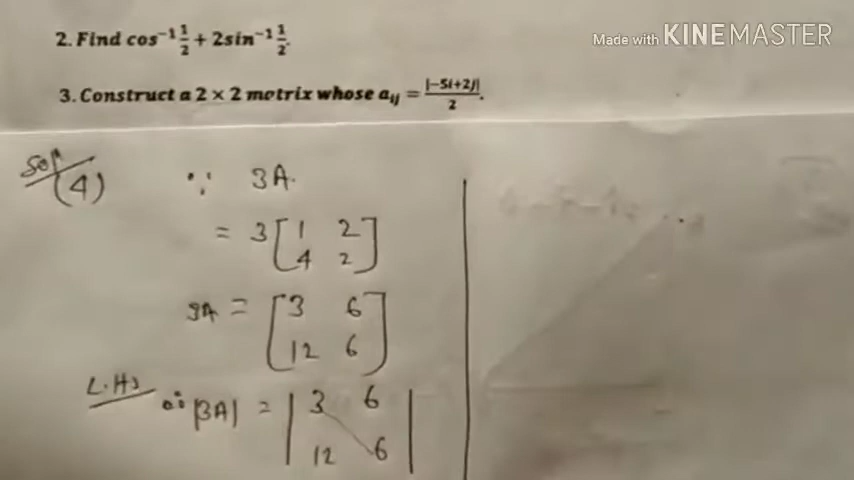 2. Find cos⁻¹ 1/2 + 2sin⁻¹ 1/2.
Made with KINEMASTER
3. Construct a 2 × 2 motrix whose aᵢⱼ = |-5i+2j|/2.
Sol/(4) ∵ 3A.
= 3 [1 2
4 2]
3A = [3 6
12 6]
L.HS ∴ |3A| = | 3 6 |
12 6